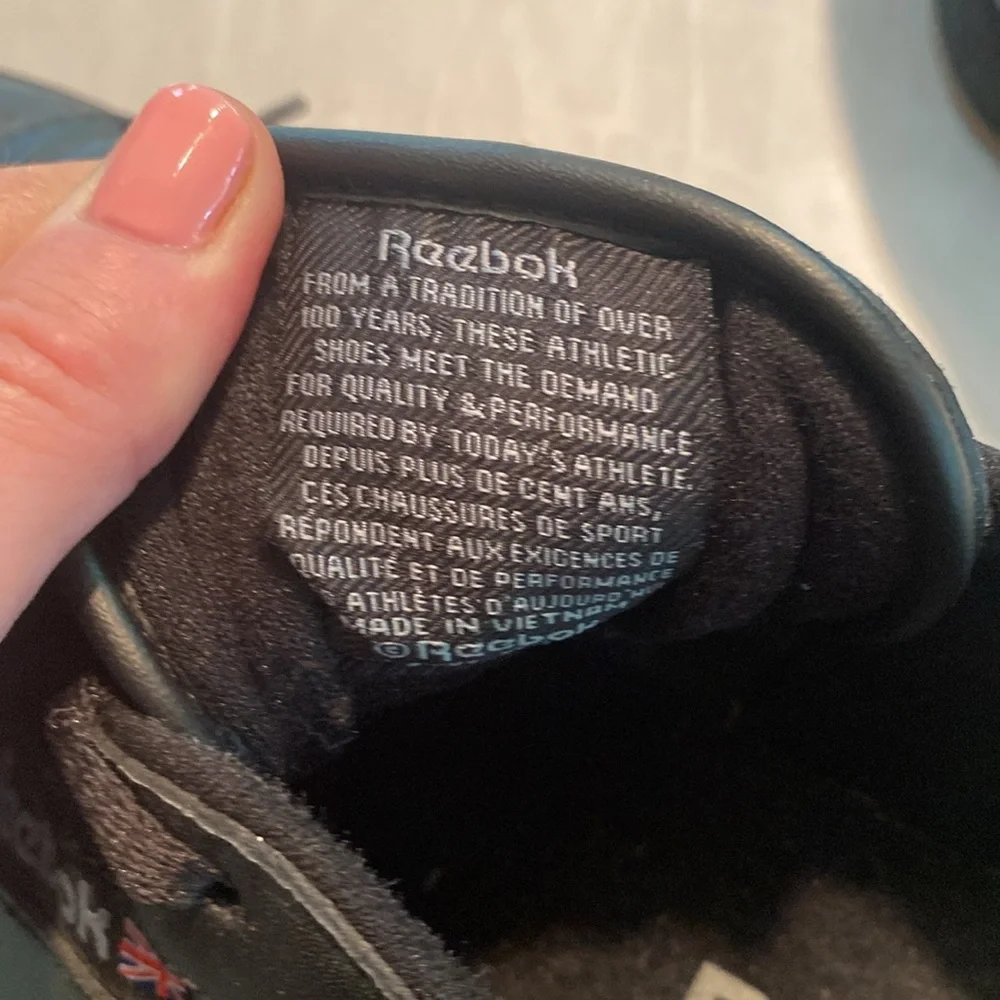 Reebok
FROM A TRADITION OF OVER
100 YEARS, THESE ATHLETIC
SHOES MEET THE DEMAND
FOR QUALITY & PERFORMANCE
REQUIRED BY TODAY'S ATHLETE.
DEPUIS PLUS DE CENT ANS,
CES CHAUSSURES DE SPORT
RÉPONDENT AUX EXIGENCES DE
QUALITÉ ET DE PERFORMANCE
ATHLÈTES D'AUJOURD'HUI
MADE IN VIETNAM
©Reebok